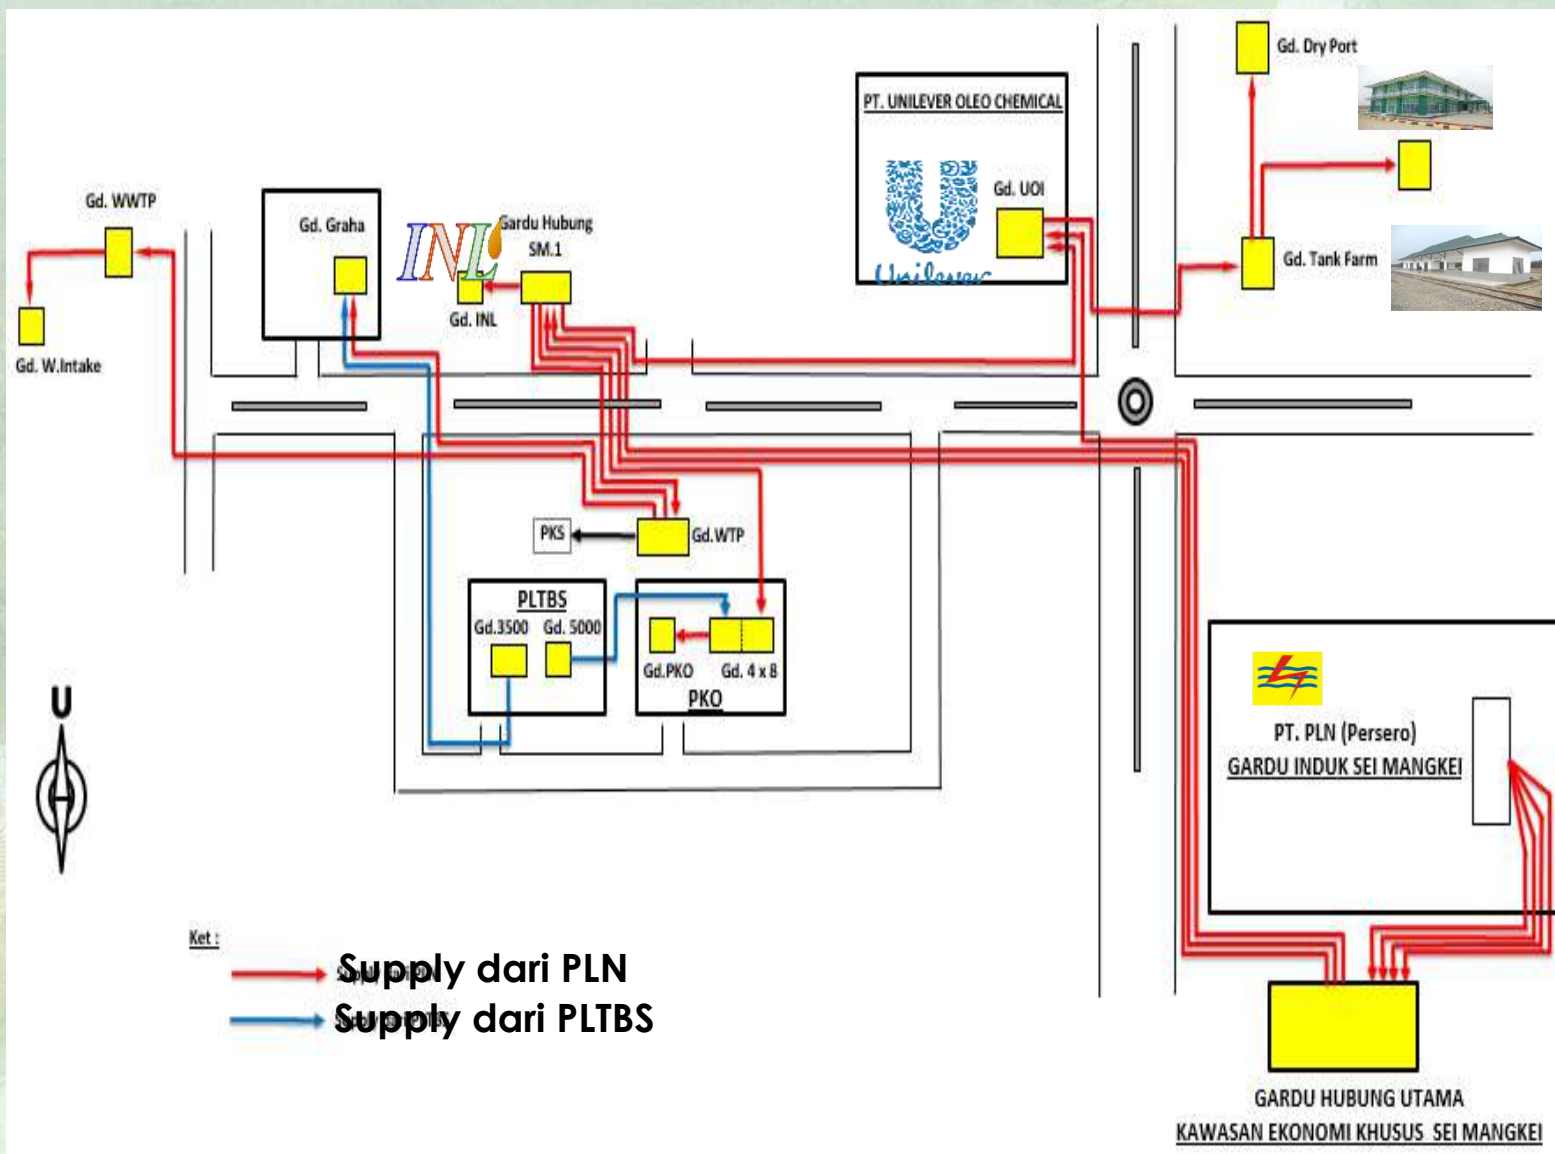 Gd. Dry Port
PT. UNILEVER OLEO CHEMICAL
Gd. UOI
Unilever
Gd. WWTP
Gd. Graha
INL
Gardu Hubung
SM.1
Gd. INL
Gd. Tank Farm
Gd. W.Intake
PKS
Gd.WTP
PLTBS
Gd.3500 Gd. 5000
Gd.PKO Gd. 4 x 8
PKO
U
PT. PLN (Persero)
GARDU INDUK SEI MANGKEI
Ket :
Supply dari PLN
Supply dari PLTBS
GARDU HUBUNG UTAMA
KAWASAN EKONOMI KHUSUS SEI MANGKEI